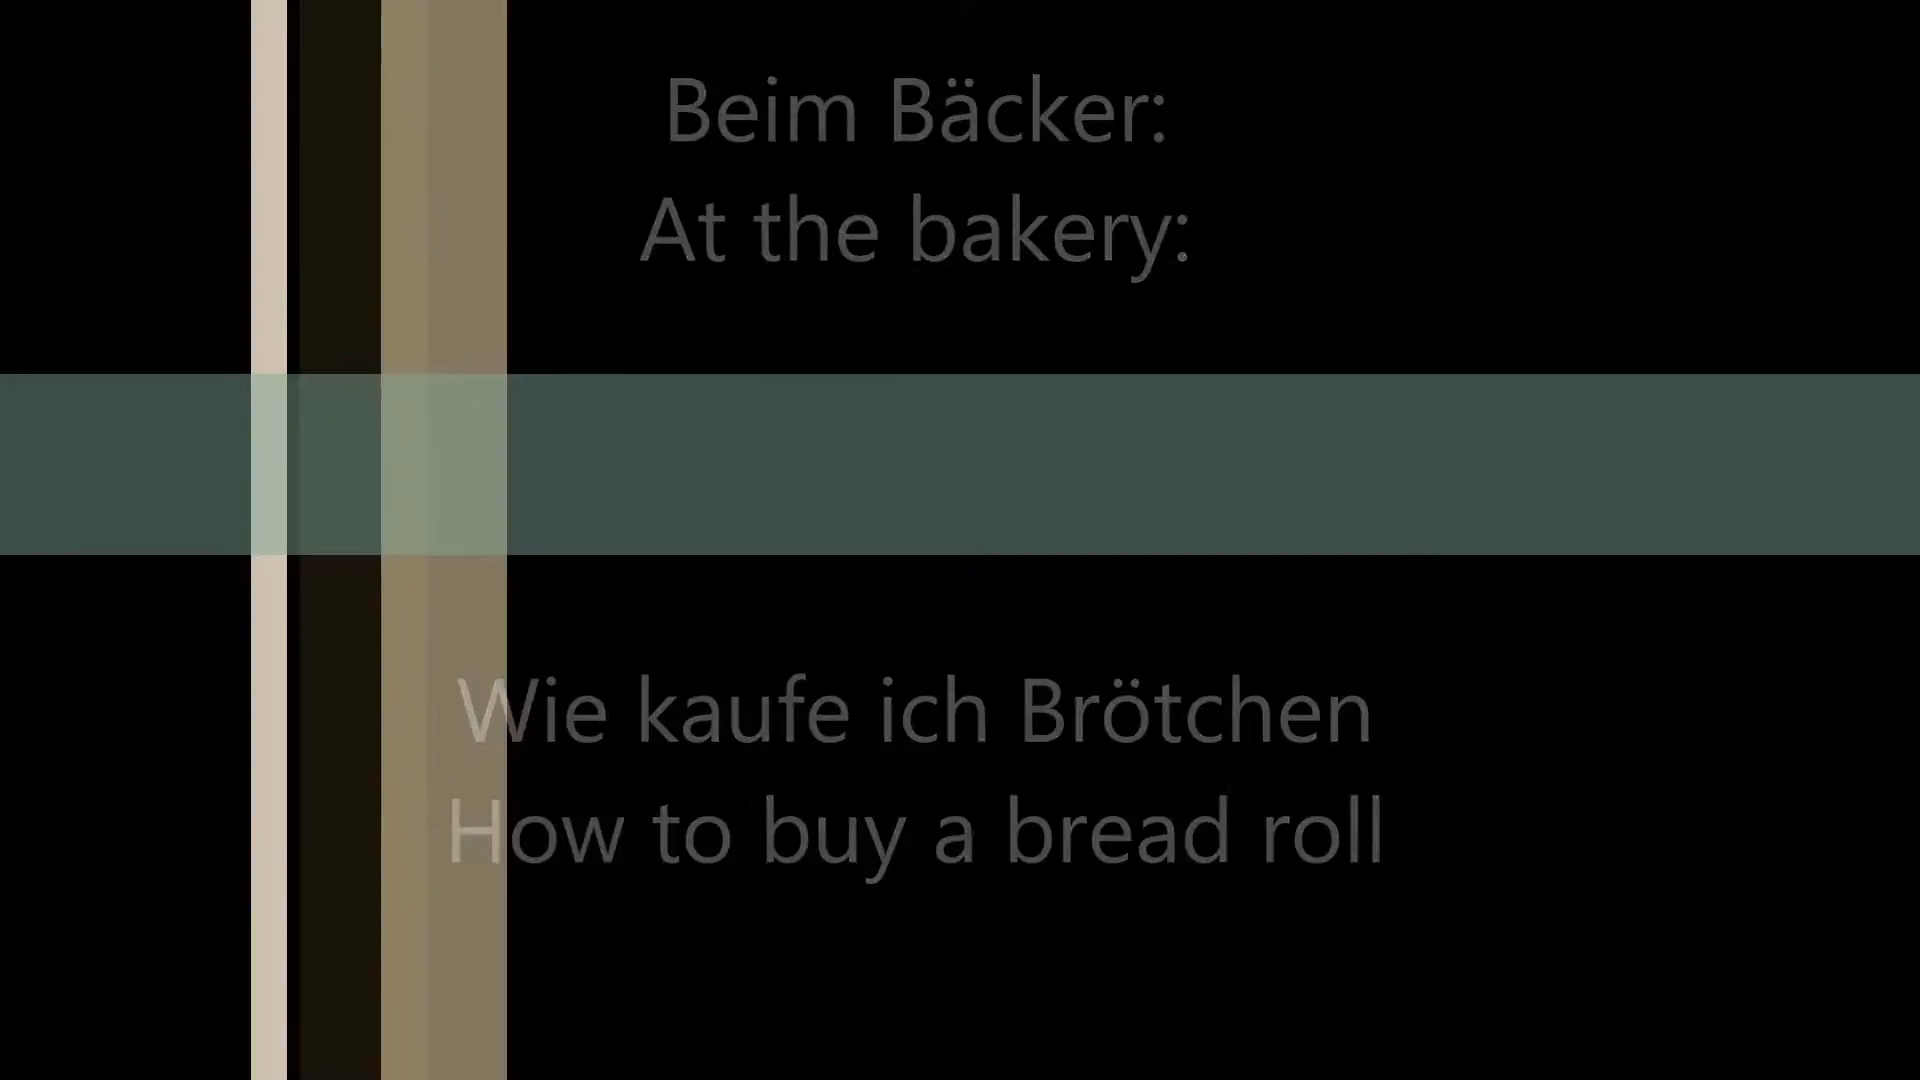 Beim Bäcker:
At the bakery:
Wie kaufe ich Brötchen
How to buy a bread roll